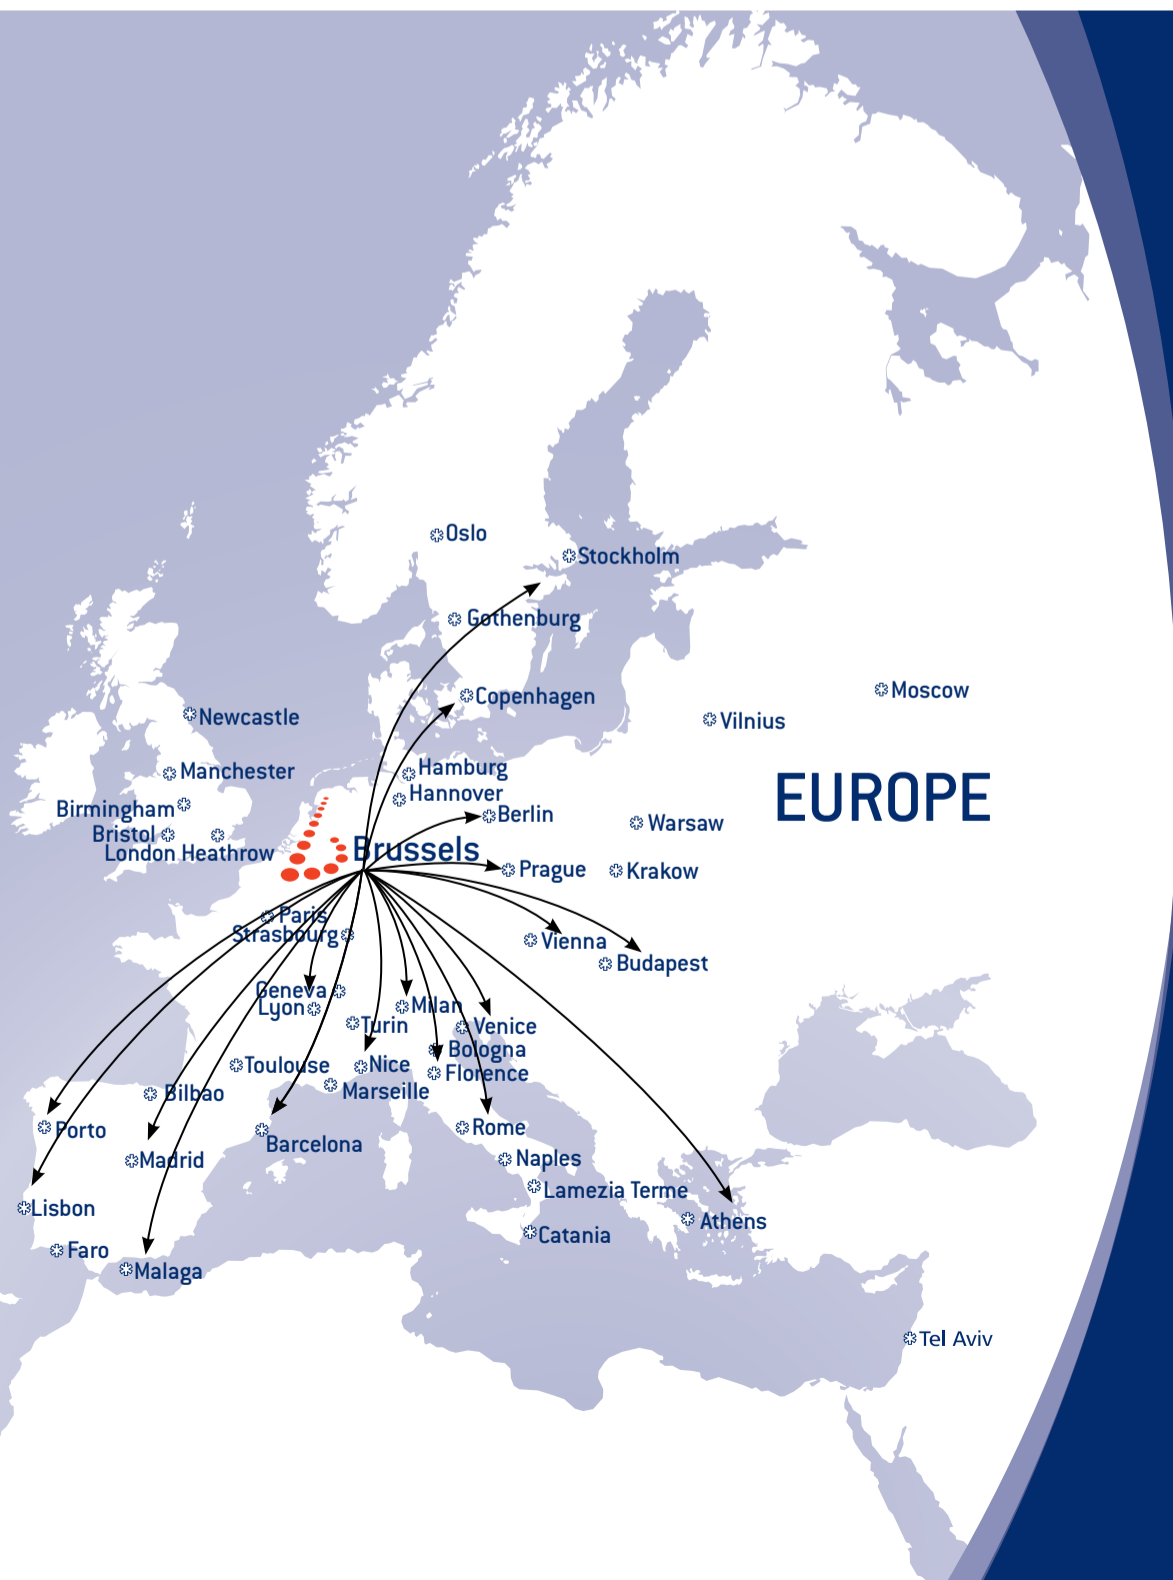 Oslo
Stockholm
Gothenburg
Copenhagen
Moscow
Newcastle
Vilnius
Manchester
Hamburg
EUROPE
Hannover
Birmingham
Berlin
Warsaw
Bristol
London Heathrow
Brussels
Prague
Krakow
Paris
Strasbourg
Vienna
Budapest
Geneva
Lyon
Milan
Turin
Venice
Bologna
Toulouse
Nice
Florence
Marseille
Bilbao
Porto
Rome
Barcelona
Madrid
Naples
Lamezia Terme
Lisbon
Athens
Catania
Faro
Malaga
Tel Aviv